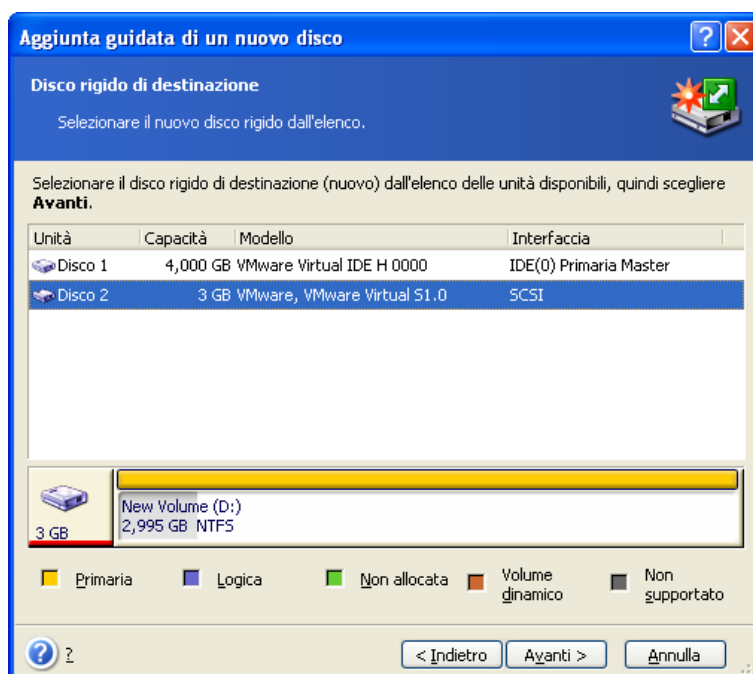 Aggiunta guidata di un nuovo disco
Disco rigido di destinazione
Selezionare il nuovo disco rigido dall'elenco.
Selezionare il disco rigido di destinazione (nuovo) dall'elenco delle unità disponibili, quindi scegliere
Avanti.
Unità Capacità Modello Interfaccia
Disco 1 4,000 GB VMware Virtual IDE H 0000 IDE(0) Primaria Master
Disco 2 3 GB VMware, VMware Virtual S1.0 SCSI
New Volume (D:)
3 GB 2,995 GB NTFS
Primaria Logica Non allocata Volume dinamico Non supportato
? < Indietro Avanti > Annulla